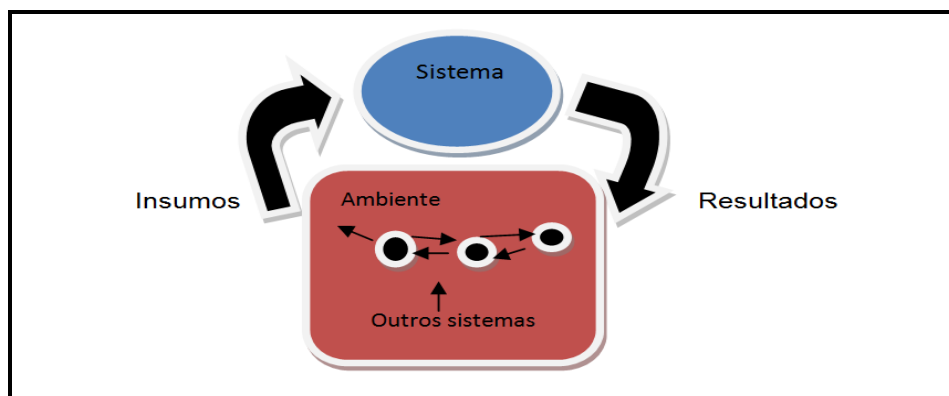 Sistema
Insumos
Resultados
Ambiente
Outros sistemas